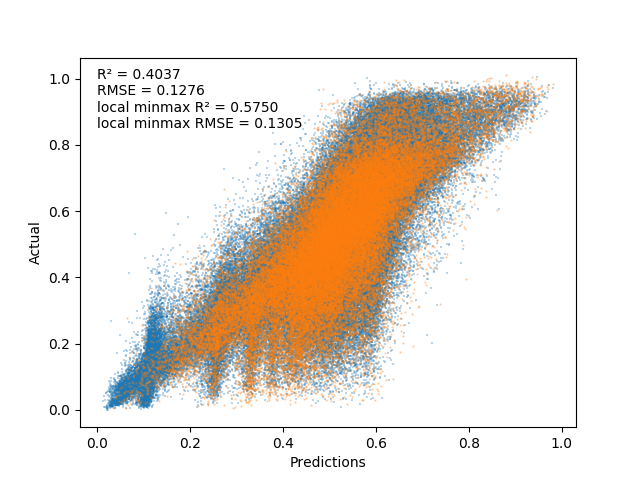 R² = 0.4037
RMSE = 0.1276
local minmax R² = 0.5750
local minmax RMSE = 0.1305
1.0
0.8
0.6
0.4
0.2
0.0
Actual
0.0 0.2 0.4 0.6 0.8 1.0
Predictions